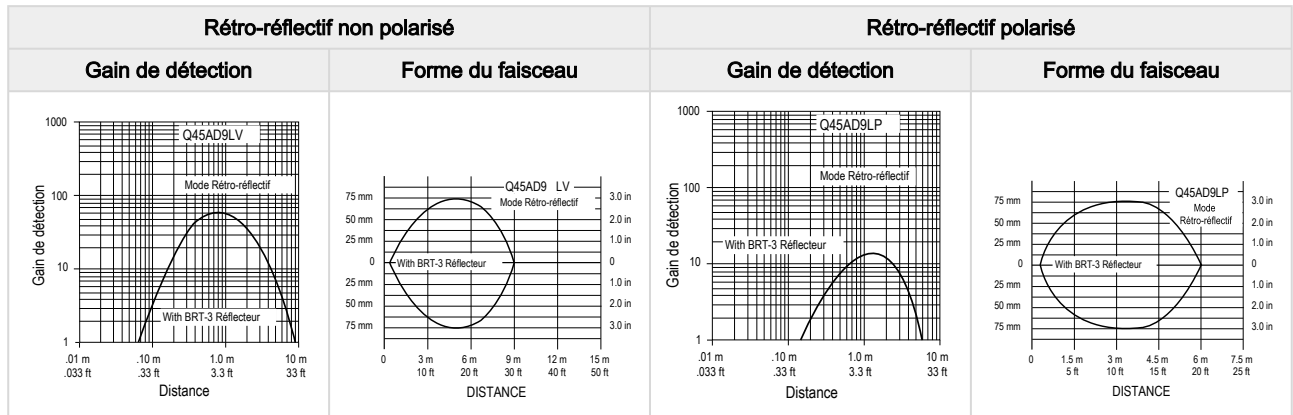 Rétro-réflectif non polarisé
Rétro-réflectif polarisé
Gain de détection
Forme du faisceau
Gain de détection
Forme du faisceau
1000
100
10
1
Gain de détection
Q45AD9LV
Mode Rétro-réflectif
With BRT-3 Réflecteur
.01 m .10 m 1.0 m 10 m
.033 ft .33 ft 3.3 ft 33 ft
Distance
75 mm
50 mm
25 mm
0
25 mm
50 mm
75 mm
Q45AD9 LV
Mode Rétro-réflectif
With BRT-3 Réflecteur
3.0 in
2.0 in
1.0 in
0
1.0 in
2.0 in
3.0 in
0 3 m 6 m 9 m 12 m 15 m
10 ft 20 ft 30 ft 40 ft 50 ft
DISTANCE
1000
100
10
1
Gain de détection
Q45AD9LP
Mode Rétro-réflectif
With BRT-3 Réflecteur
.01 m .10 m 1.0 m 10 m
.033 ft .33 ft 3.3 ft 33 ft
Distance
75 mm
50 mm
25 mm
0
25 mm
50 mm
75 mm
Q45AD9LP
Mode
Rétro-réflectif
With BRT-3 Réflecteur
3.0 in
2.0 in
1.0 in
0
1.0 in
2.0 in
3.0 in
0 1.5 m 3 m 4.5 m 6 m 7.5 m
5 ft 10 ft 15 ft 20 ft 25 ft
DISTANCE